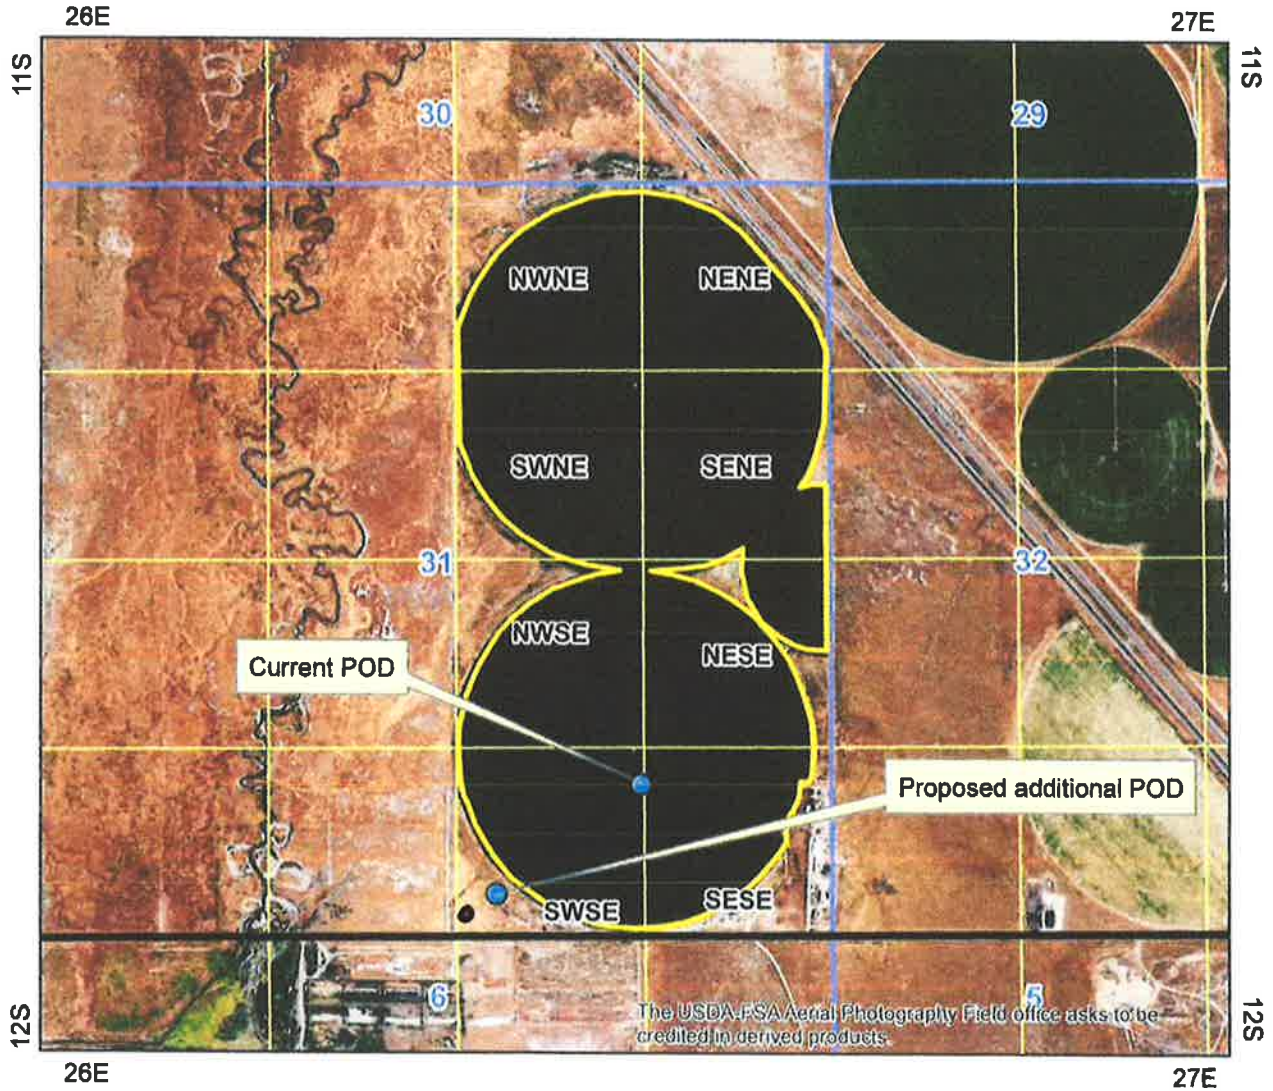 26E
27E
11S
11S
30
29
NWNE
NENE
SWNE
SENE
31
32
NWSE
NESE
Current POD
Proposed additional POD
SWSE
SESE
6
5
The USDA-FSA Aerial Photography Field office asks to be
credited in derived products.
12S
12S
26E
27E